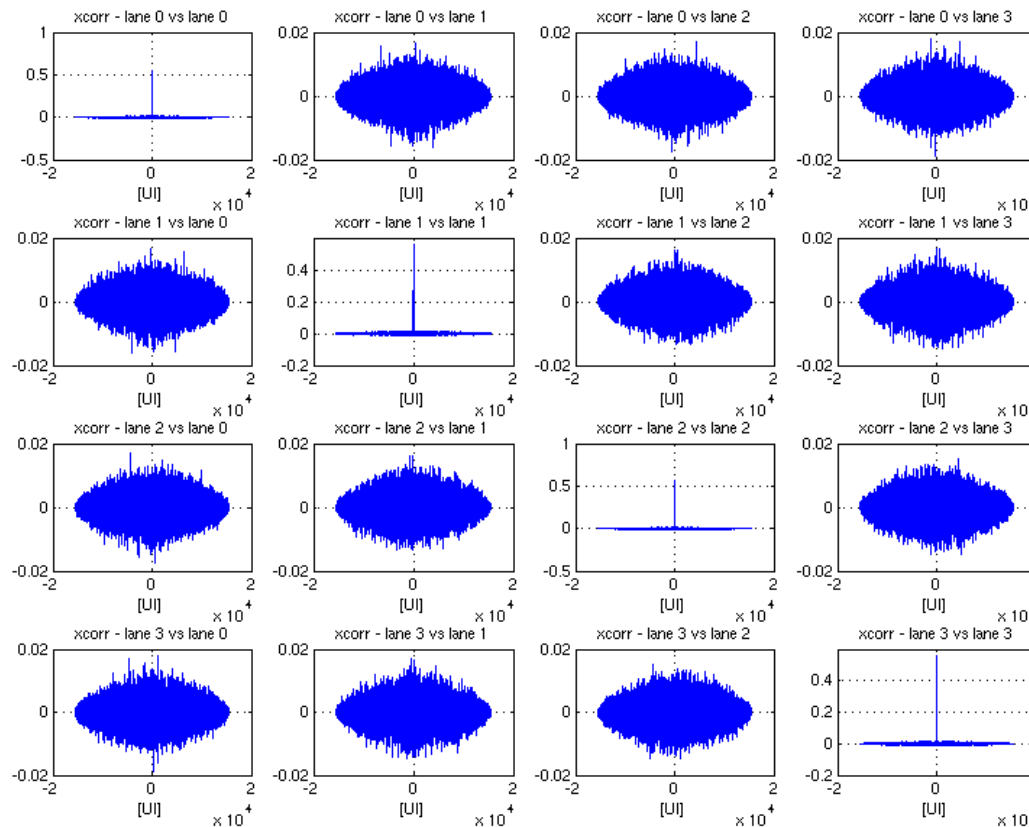 xcorr - lane 0 vs lane 0 xcorr - lane 0 vs lane 1 xcorr - lane 0 vs lane 2 xcorr - lane 0 vs lane 3
1 0.02 0.02 0.02
0.5
0 0 0 0
-0.5 -0.02 -0.02 -0.02
-2 0 2 -2 0 2 -2 0 2 -2 0 2
[UI] x 10 4 [UI] x 10 4 [UI] x 10 4 [UI] x 10
xcorr - lane 1 vs lane 0 xcorr - lane 1 vs lane 1 xcorr - lane 1 vs lane 2 xcorr - lane 1 vs lane 3
0.02 0.02 0.02
0.4
0 0.2 0 0
0
-0.02 -0.2 -0.02 -0.02
-2 0 2 -2 0 2 -2 0 2 -2 0 2
[UI] x 10 4 [UI] x 10 4 [UI] x 10 4 [UI] x 10
xcorr - lane 2 vs lane 0 xcorr - lane 2 vs lane 1 xcorr - lane 2 vs lane 2 xcorr - lane 2 vs lane 3
0.02 0.02 1 0.02
0.5
0 0 0 0
-0.02 -0.02 -0.5 -0.02
-2 0 2 -2 0 2 -2 0 2 -2 0 2
[UI] x 10 4 [UI] x 10 4 [UI] x 10 4 [UI] x 10
xcorr - lane 3 vs lane 0 xcorr - lane 3 vs lane 1 xcorr - lane 3 vs lane 2 xcorr - lane 3 vs lane 3
0.02 0.02 0.02
0.4
0 0 0 0.2
0
-0.02 -0.02 -0.02 -0.2
-2 0 2 -2 0 2 -2 0 2 -2 0 2
[UI] x 10 4 [UI] x 10 4 [UI] x 10 4 [UI] x 10